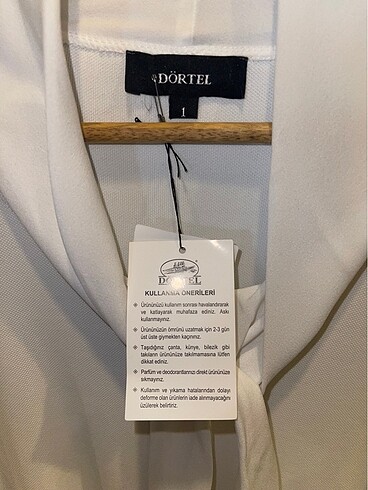 DÖRTEL
1
DÖRTEL
KULLANMA ÖNERİLERİ
Ürününüzü kullanım sonrası havalandırarak
ve katlayarak muhafaza ediniz. Askı
kullanmayınız.
Ürününüzün ömrünü uzatmak için 2-3 gün
üst üste giymekten kaçınınız.
Taşıdığınız çanta, künye, bilezik gibi
takıların ürününüze takılmamasına lütfen
dikkat ediniz.
Parfüm ve deodorantlarınızı direkt ürününüze
sıkmayınız.
Kullanım ve yıkama hatalarından dolayı
deforme olan ürünlerin iade alınmayacağını
üzülerek belirtiriz.